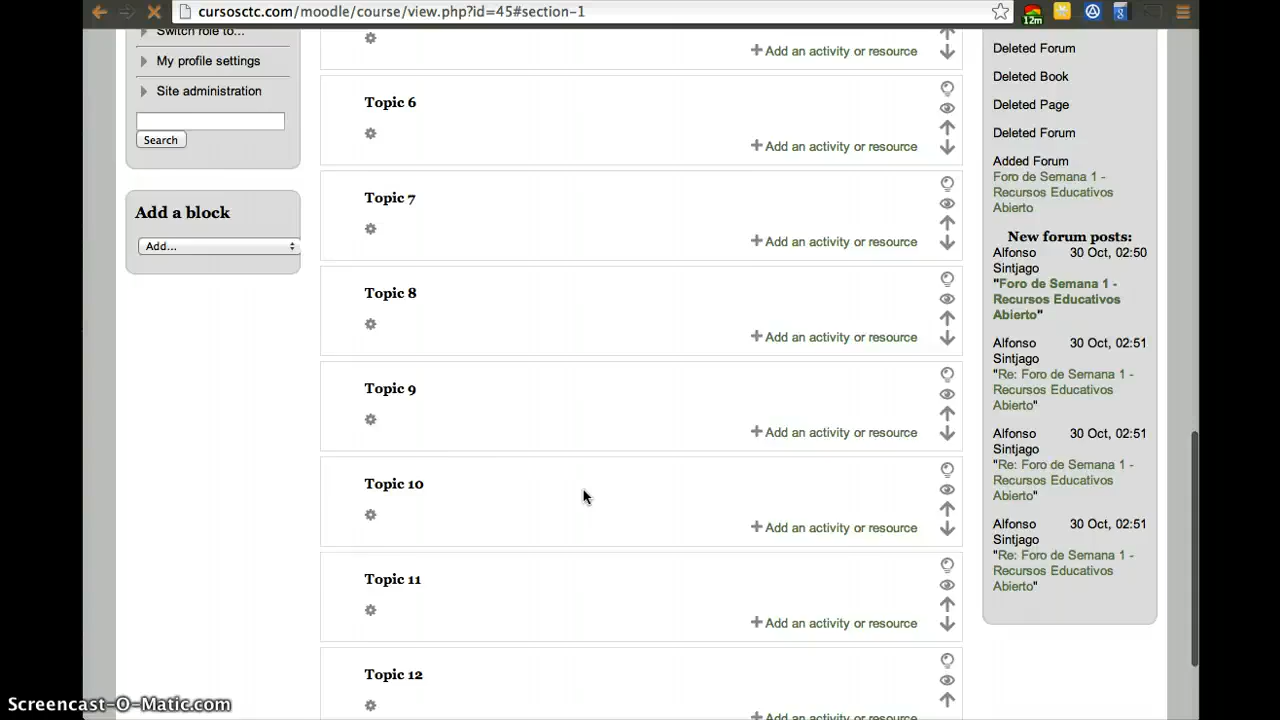 cursosctc.com/moodle/course/view.php?id=45#section-1
12m
Switch role to...
My profile settings
Site administration
Search
Add a block
Add...
Add an activity or resource
Topic 6
Add an activity or resource
Topic 7
Add an activity or resource
Topic 8
Add an activity or resource
Topic 9
Add an activity or resource
Topic 10
Add an activity or resource
Topic 11
Add an activity or resource
Topic 12
Add an activity or resource
Deleted Forum
Deleted Book
Deleted Page
Deleted Forum
Added Forum
Foro de Semana 1 -
Recursos Educativos
Abierto
New forum posts:
Alfonso 30 Oct, 02:50
Sintjago
"Foro de Semana 1 -
Recursos Educativos
Abierto"
Alfonso 30 Oct, 02:51
Sintjago
"Re: Foro de Semana 1 -
Recursos Educativos
Abierto"
Alfonso 30 Oct, 02:51
Sintjago
"Re: Foro de Semana 1 -
Recursos Educativos
Abierto"
Alfonso 30 Oct, 02:51
Sintjago
"Re: Foro de Semana 1 -
Recursos Educativos
Abierto"
Screencast-O-Matic.com